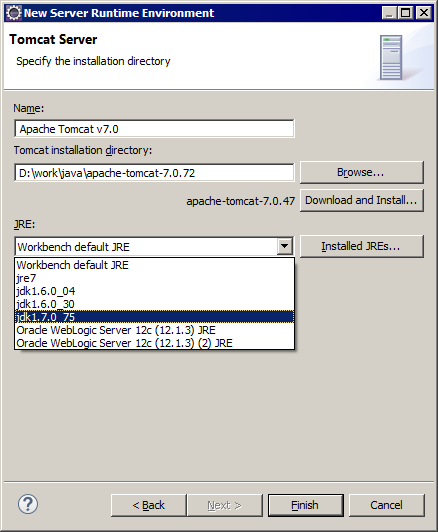 New Server Runtime Environment
Tomcat Server
Specify the installation directory
Name:
Apache Tomcat v7.0
Tomcat installation directory:
D:\work\java\apache-tomcat-7.0.72
Browse...
apache-tomcat-7.0.47
Download and Install...
JRE:
Workbench default JRE
Installed JREs...
Workbench default JRE
jre7
jdk1.6.0_04
jdk1.6.0_30
jdk1.7.0_75
Oracle WebLogic Server 12c (12.1.3) JRE
Oracle WebLogic Server 12c (12.1.3) (2) JRE
?
< Back
Next >
Finish
Cancel